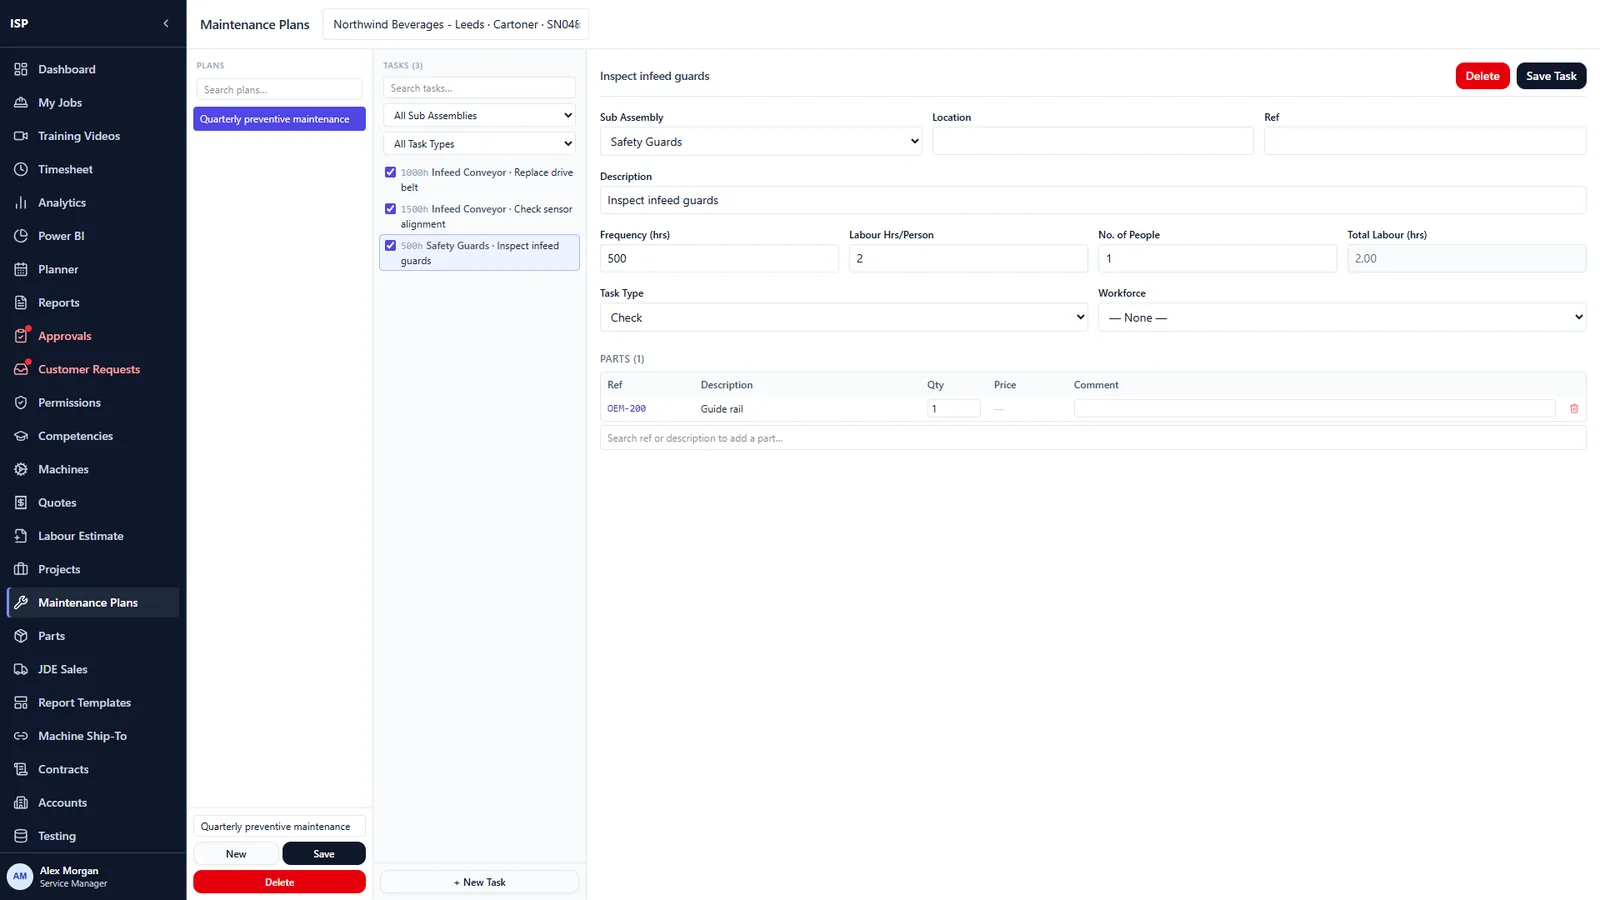 ISP
Dashboard
My Jobs
Training Videos
Timesheet
Analytics
Power BI
Planner
Reports
Approvals
Customer Requests
Permissions
Competencies
Machines
Quotes
Labour Estimate
Projects
Maintenance Plans
Parts
JDE Sales
Report Templates
Machine Ship-To
Contracts
Accounts
Testing
AM
Alex Morgan
Service Manager
Maintenance Plans
Northwind Beverages - Leeds · Cartoner ·
PLANS
Search plans...
Quarterly preventive maintenance
Quarterly preventive maintenance
New Save
Delete
TASKS (3)
Search tasks...
All Sub Assemblies
All Task Types
1000h Infeed Conveyor · Replace drive
belt
1500h Infeed Conveyor · Check sensor
alignment
500h Safety Guards · Inspect infeed
guards
+ New Task
Inspect infeed guards
Delete Save Task
Sub Assembly Location Ref
Safety Guards
Description
Inspect infeed guards
Frequency (hrs) Labour Hrs/Person No. of People Total Labour (hrs)
500 2 1 2.00
Task Type Workforce
Check — None —
PARTS (1)
Ref Description Qty Price Comment
OEM-200 Guide rail 1 —
Search ref or description to add a part...